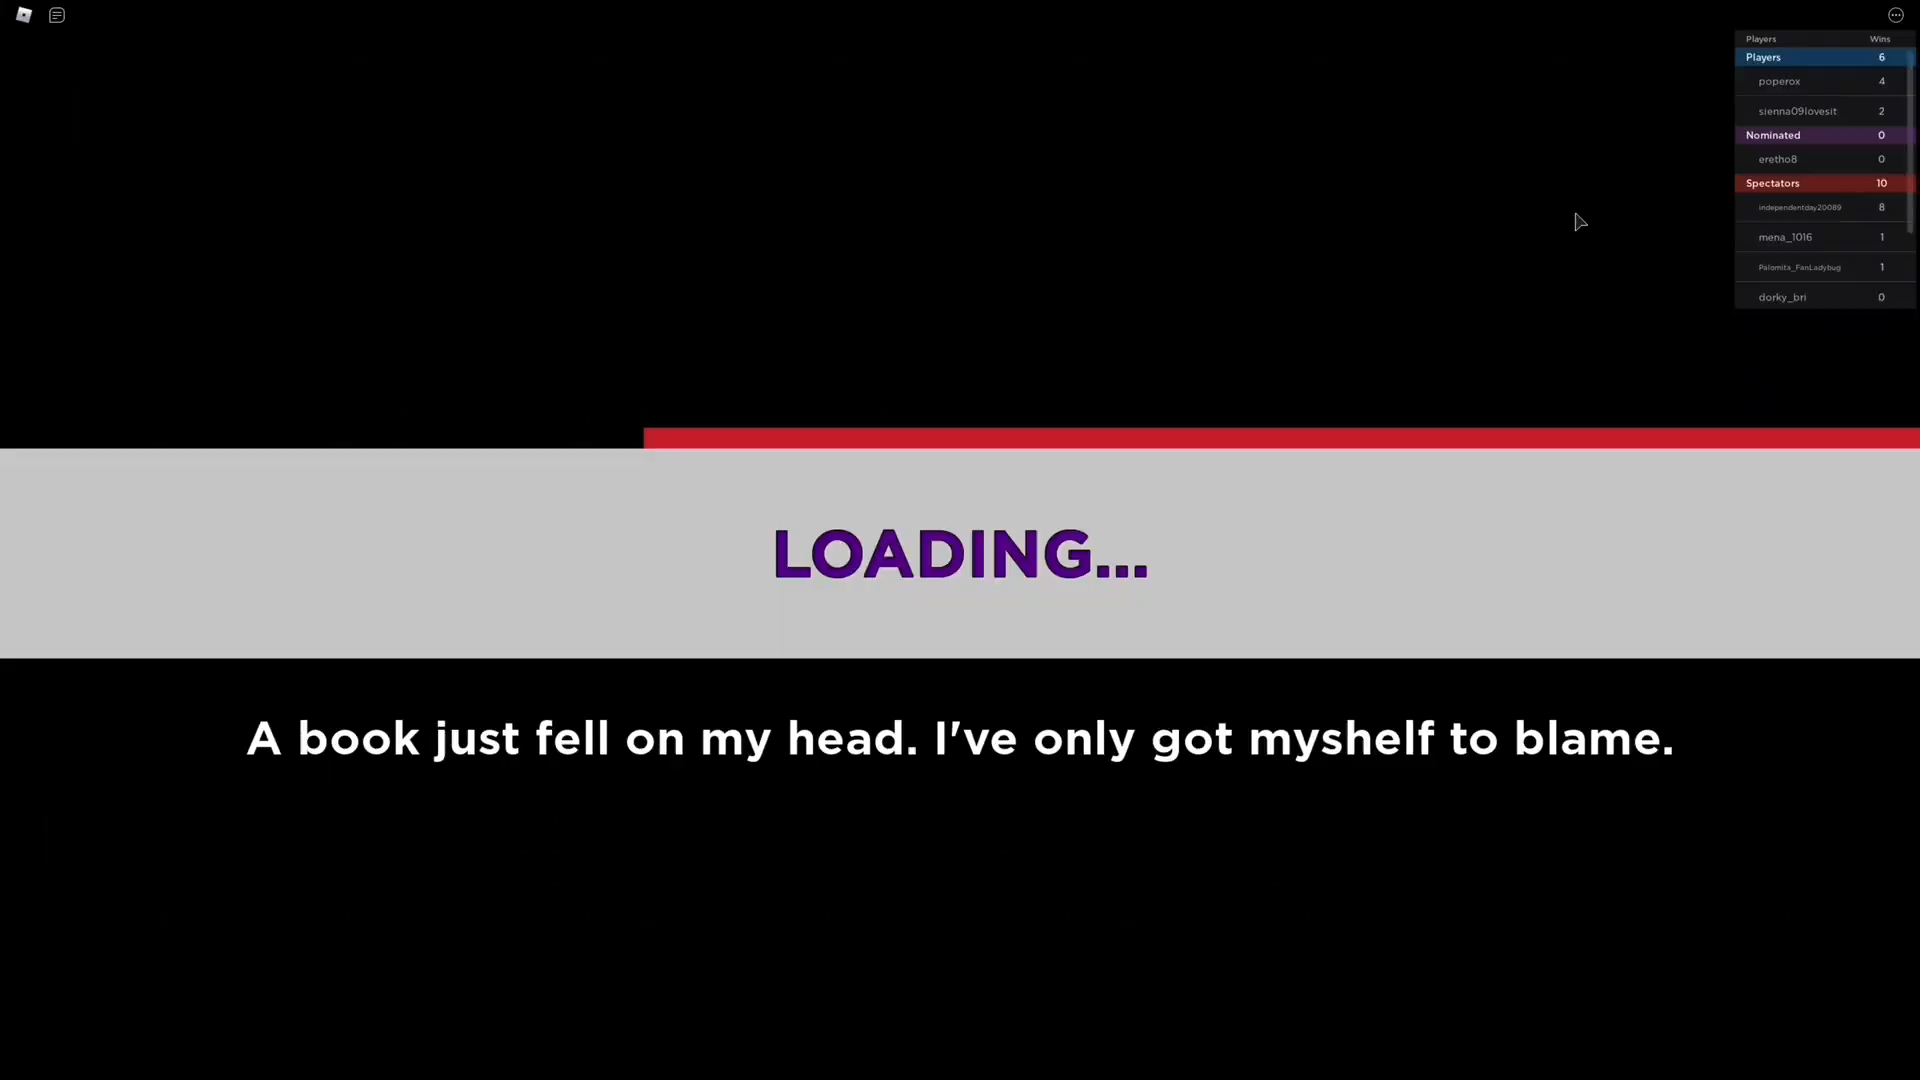 Players Wins
Players 6
poperox 4
sienna09lovesit 2
Nominated 0
eretho8 0
Spectators 10
independentday20089 8
mena_1016 1
Palomita_FanLadybug 1
dorky_bri 0
LOADING...
A book just fell on my head. I've only got myshelf to blame.